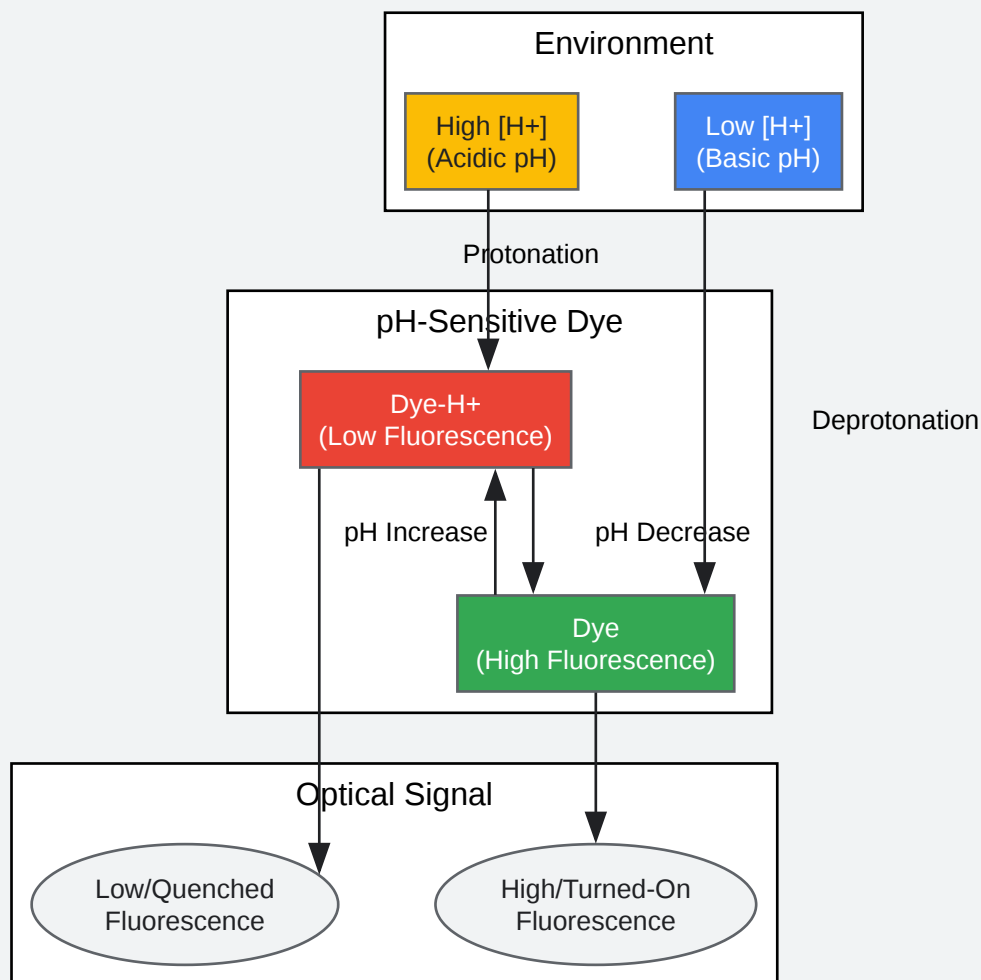 Environment
High [H+]
(Acidic pH)
Low [H+]
(Basic pH)
Protonation
pH-Sensitive Dye
Dye-H+
(Low Fluorescence)
Deprotonation
pH Increase
pH Decrease
Dye
(High Fluorescence)
Optical Signal
Low/Quenched
Fluorescence
High/Turned-On
Fluorescence